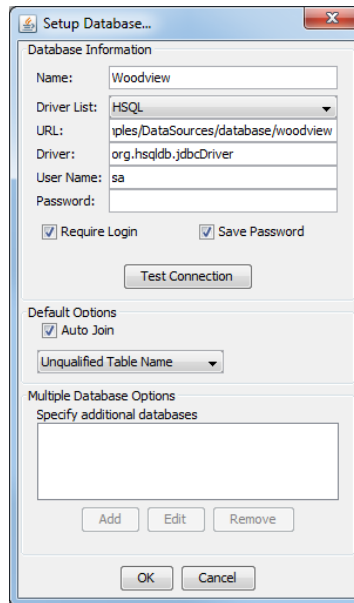 Setup Database...
Database Information
Name: Woodview
Driver List: HSQL
URL: ples/DataSources/database/woodview
Driver: org.hsqldb.jdbcDriver
User Name: sa
Password:
Require Login Save Password
Test Connection
Default Options
Auto Join
Unqualified Table Name
Multiple Database Options
Specify additional databases
Add Edit Remove
OK Cancel